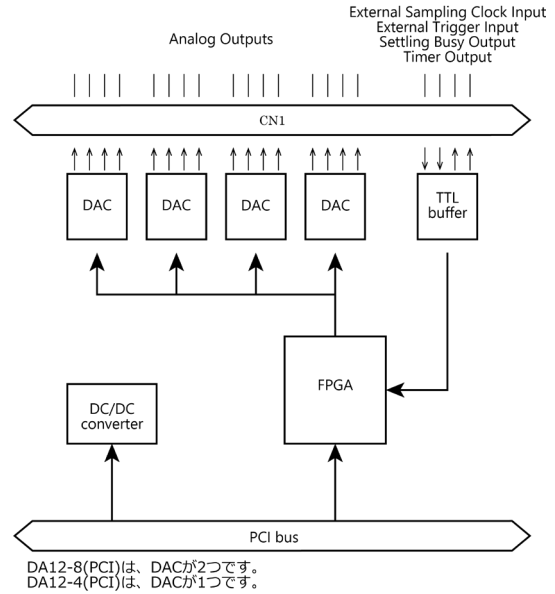 External Sampling Clock Input
External Trigger Input
Settling Busy Output
Timer Output
Analog Outputs
CN1
DAC
DAC
DAC
DAC
TTL
buffer
FPGA
DC/DC
converter
PCI bus
DA12-8(PCI)は、DACが2つです。
DA12-4(PCI)は、DACが1つです。